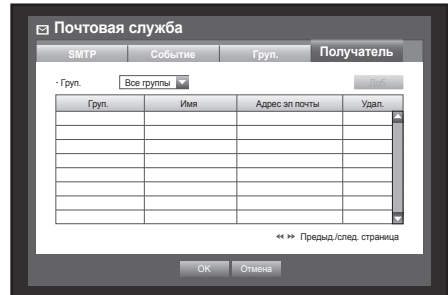 Почтовая служба
SMTP Событие Груп. Получатель
· Груп. Все группы Доб.
Груп. Имя Адрес эл почты Удал.
Предыд./след. страница
OK Отмена